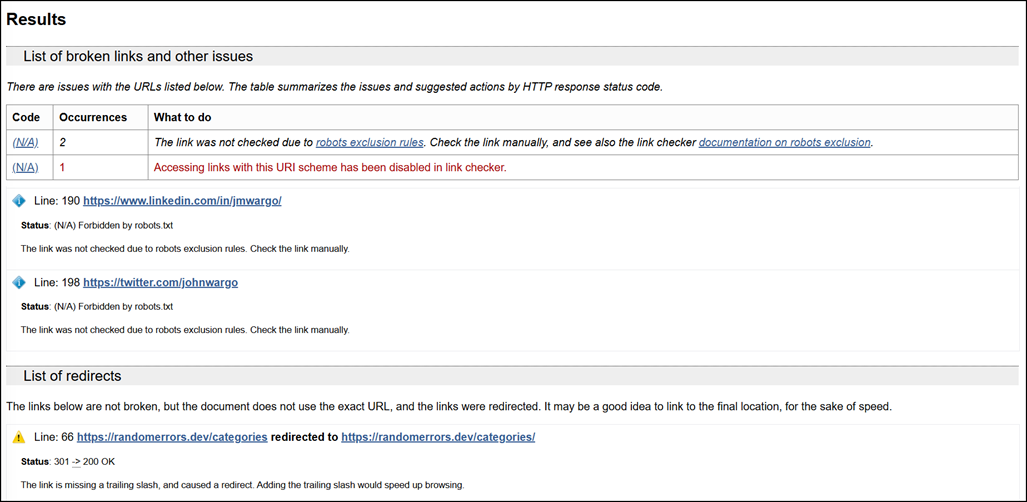 Results
List of broken links and other issues
There are issues with the URLs listed below. The table summarizes the issues and suggested actions by HTTP response status code.
Code Occurrences What to do
(N/A) 2 The link was not checked due to robots exclusion rules. Check the link manually, and see also the link checker documentation on robots exclusion.
(N/A) 1 Accessing links with this URI scheme has been disabled in link checker.
Line: 190 https://www.linkedin.com/in/jmwargo/
Status: (N/A) Forbidden by robots.txt
The link was not checked due to robots exclusion rules. Check the link manually.
Line: 198 https://twitter.com/johnwargo
Status: (N/A) Forbidden by robots.txt
The link was not checked due to robots exclusion rules. Check the link manually.
List of redirects
The links below are not broken, but the document does not use the exact URL, and the links were redirected. It may be a good idea to link to the final location, for the sake of speed.
Line: 66 https://randomerrors.dev/categories redirected to https://randomerrors.dev/categories/
Status: 301 -> 200 OK
The link is missing a trailing slash, and caused a redirect. Adding the trailing slash would speed up browsing.